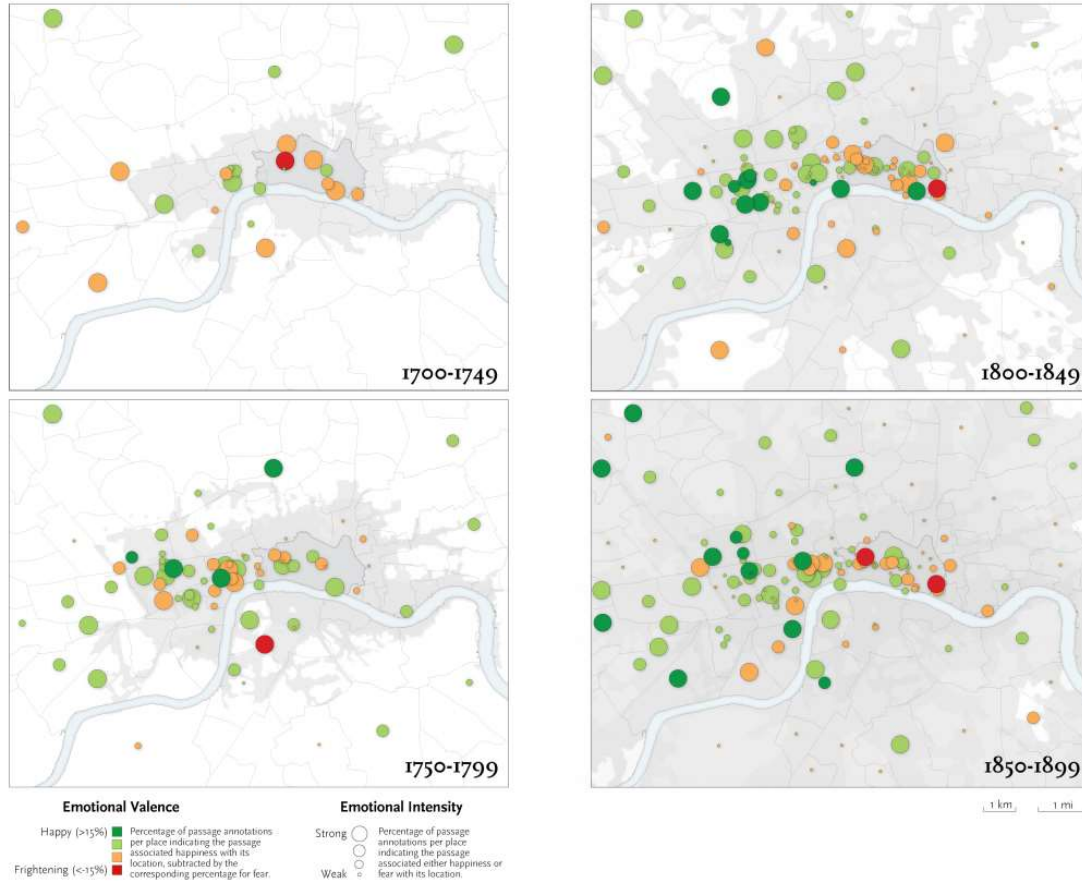 1700-1749
1800-1849
1750-1799
1850-1899
Emotional Valence
Happy (>15%)
Frightening (<-15%)
Percentage of passage annotations
per place indicating the passage
associated happiness with its
location, subtracted by the
corresponding percentage for fear.
Emotional Intensity
Strong
Weak
Percentage of passage
annotations per place
indicating the passage
associated either happiness or
fear with its location.
1 km
1 mi